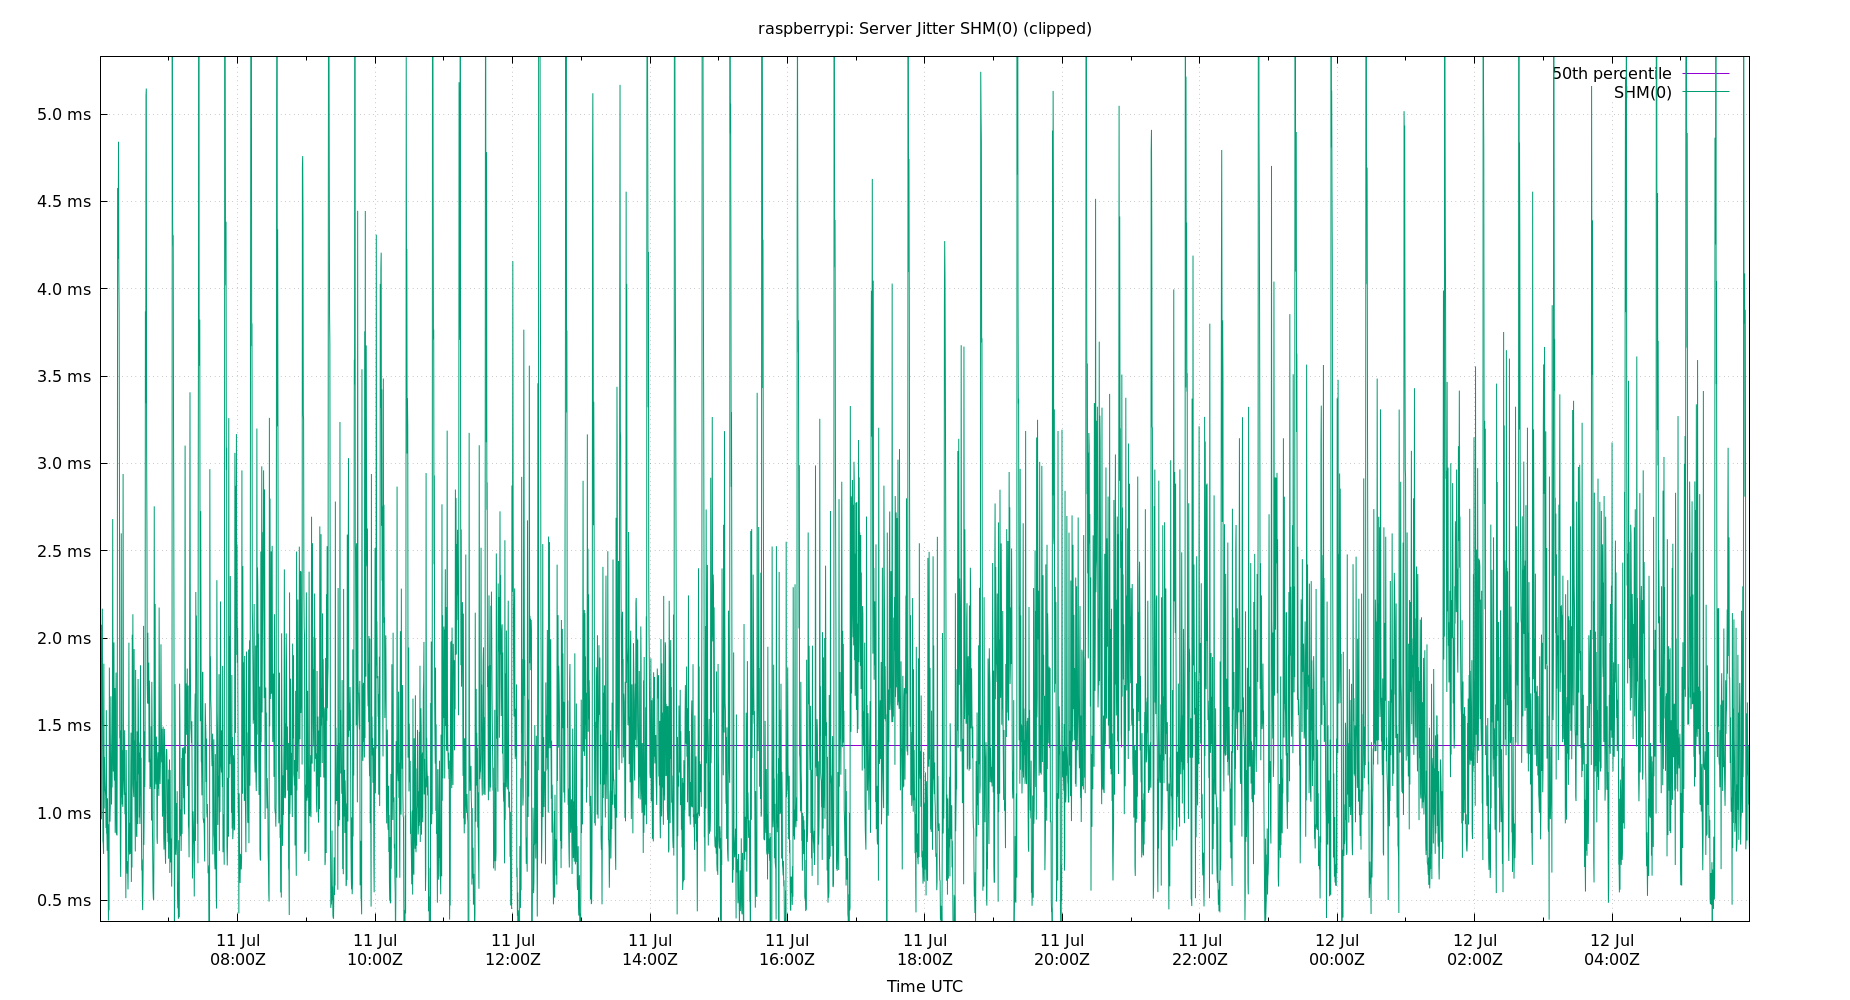 raspberrypi: Server Jitter SHM(0) (clipped)
50th percentile
SHM(0)
5.0 ms
4.5 ms
4.0 ms
3.5 ms
3.0 ms
2.5 ms
2.0 ms
1.5 ms
1.0 ms
0.5 ms
11 Jul 11 Jul 11 Jul 11 Jul 11 Jul 11 Jul 11 Jul 11 Jul 12 Jul 12 Jul 12 Jul
08:00Z 10:00Z 12:00Z 14:00Z 16:00Z 18:00Z 20:00Z 22:00Z 00:00Z 02:00Z 04:00Z
Time UTC